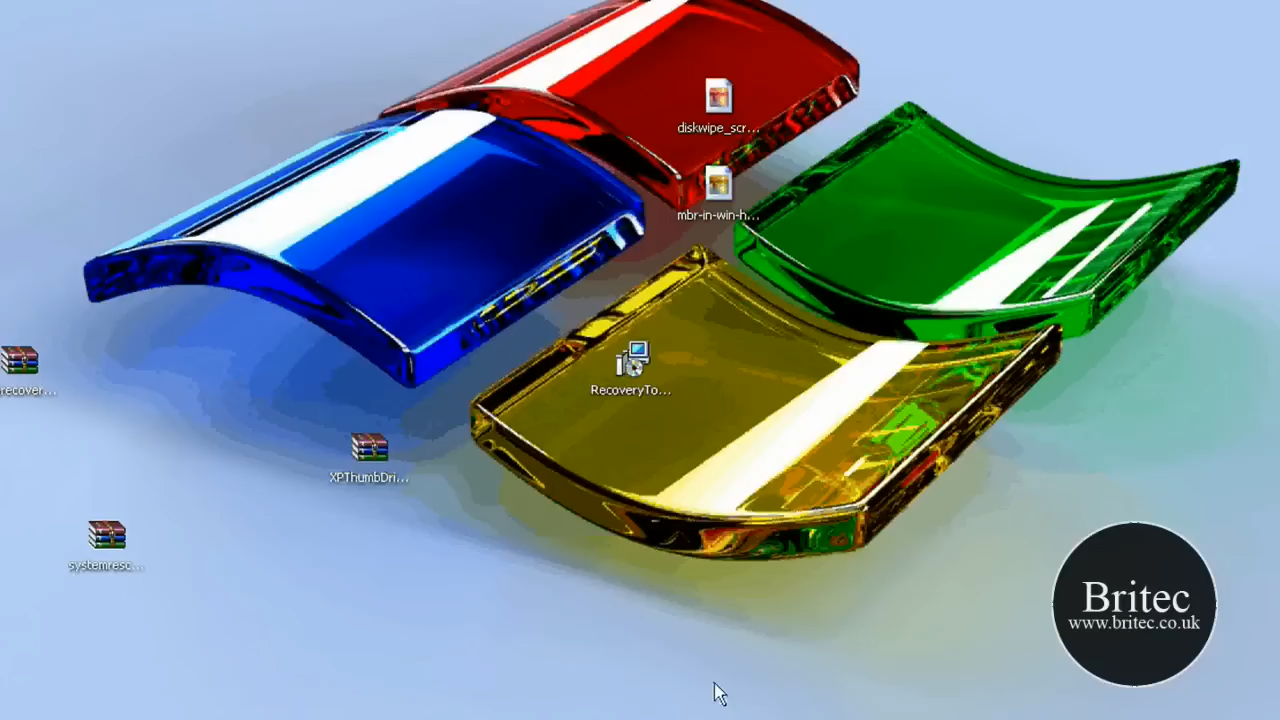 diskwipe_scr...
mbr-in-win-h...
RecoveryTo...
recover...
XPThumbDri...
systemresc...
Britec
www.britec.co.uk